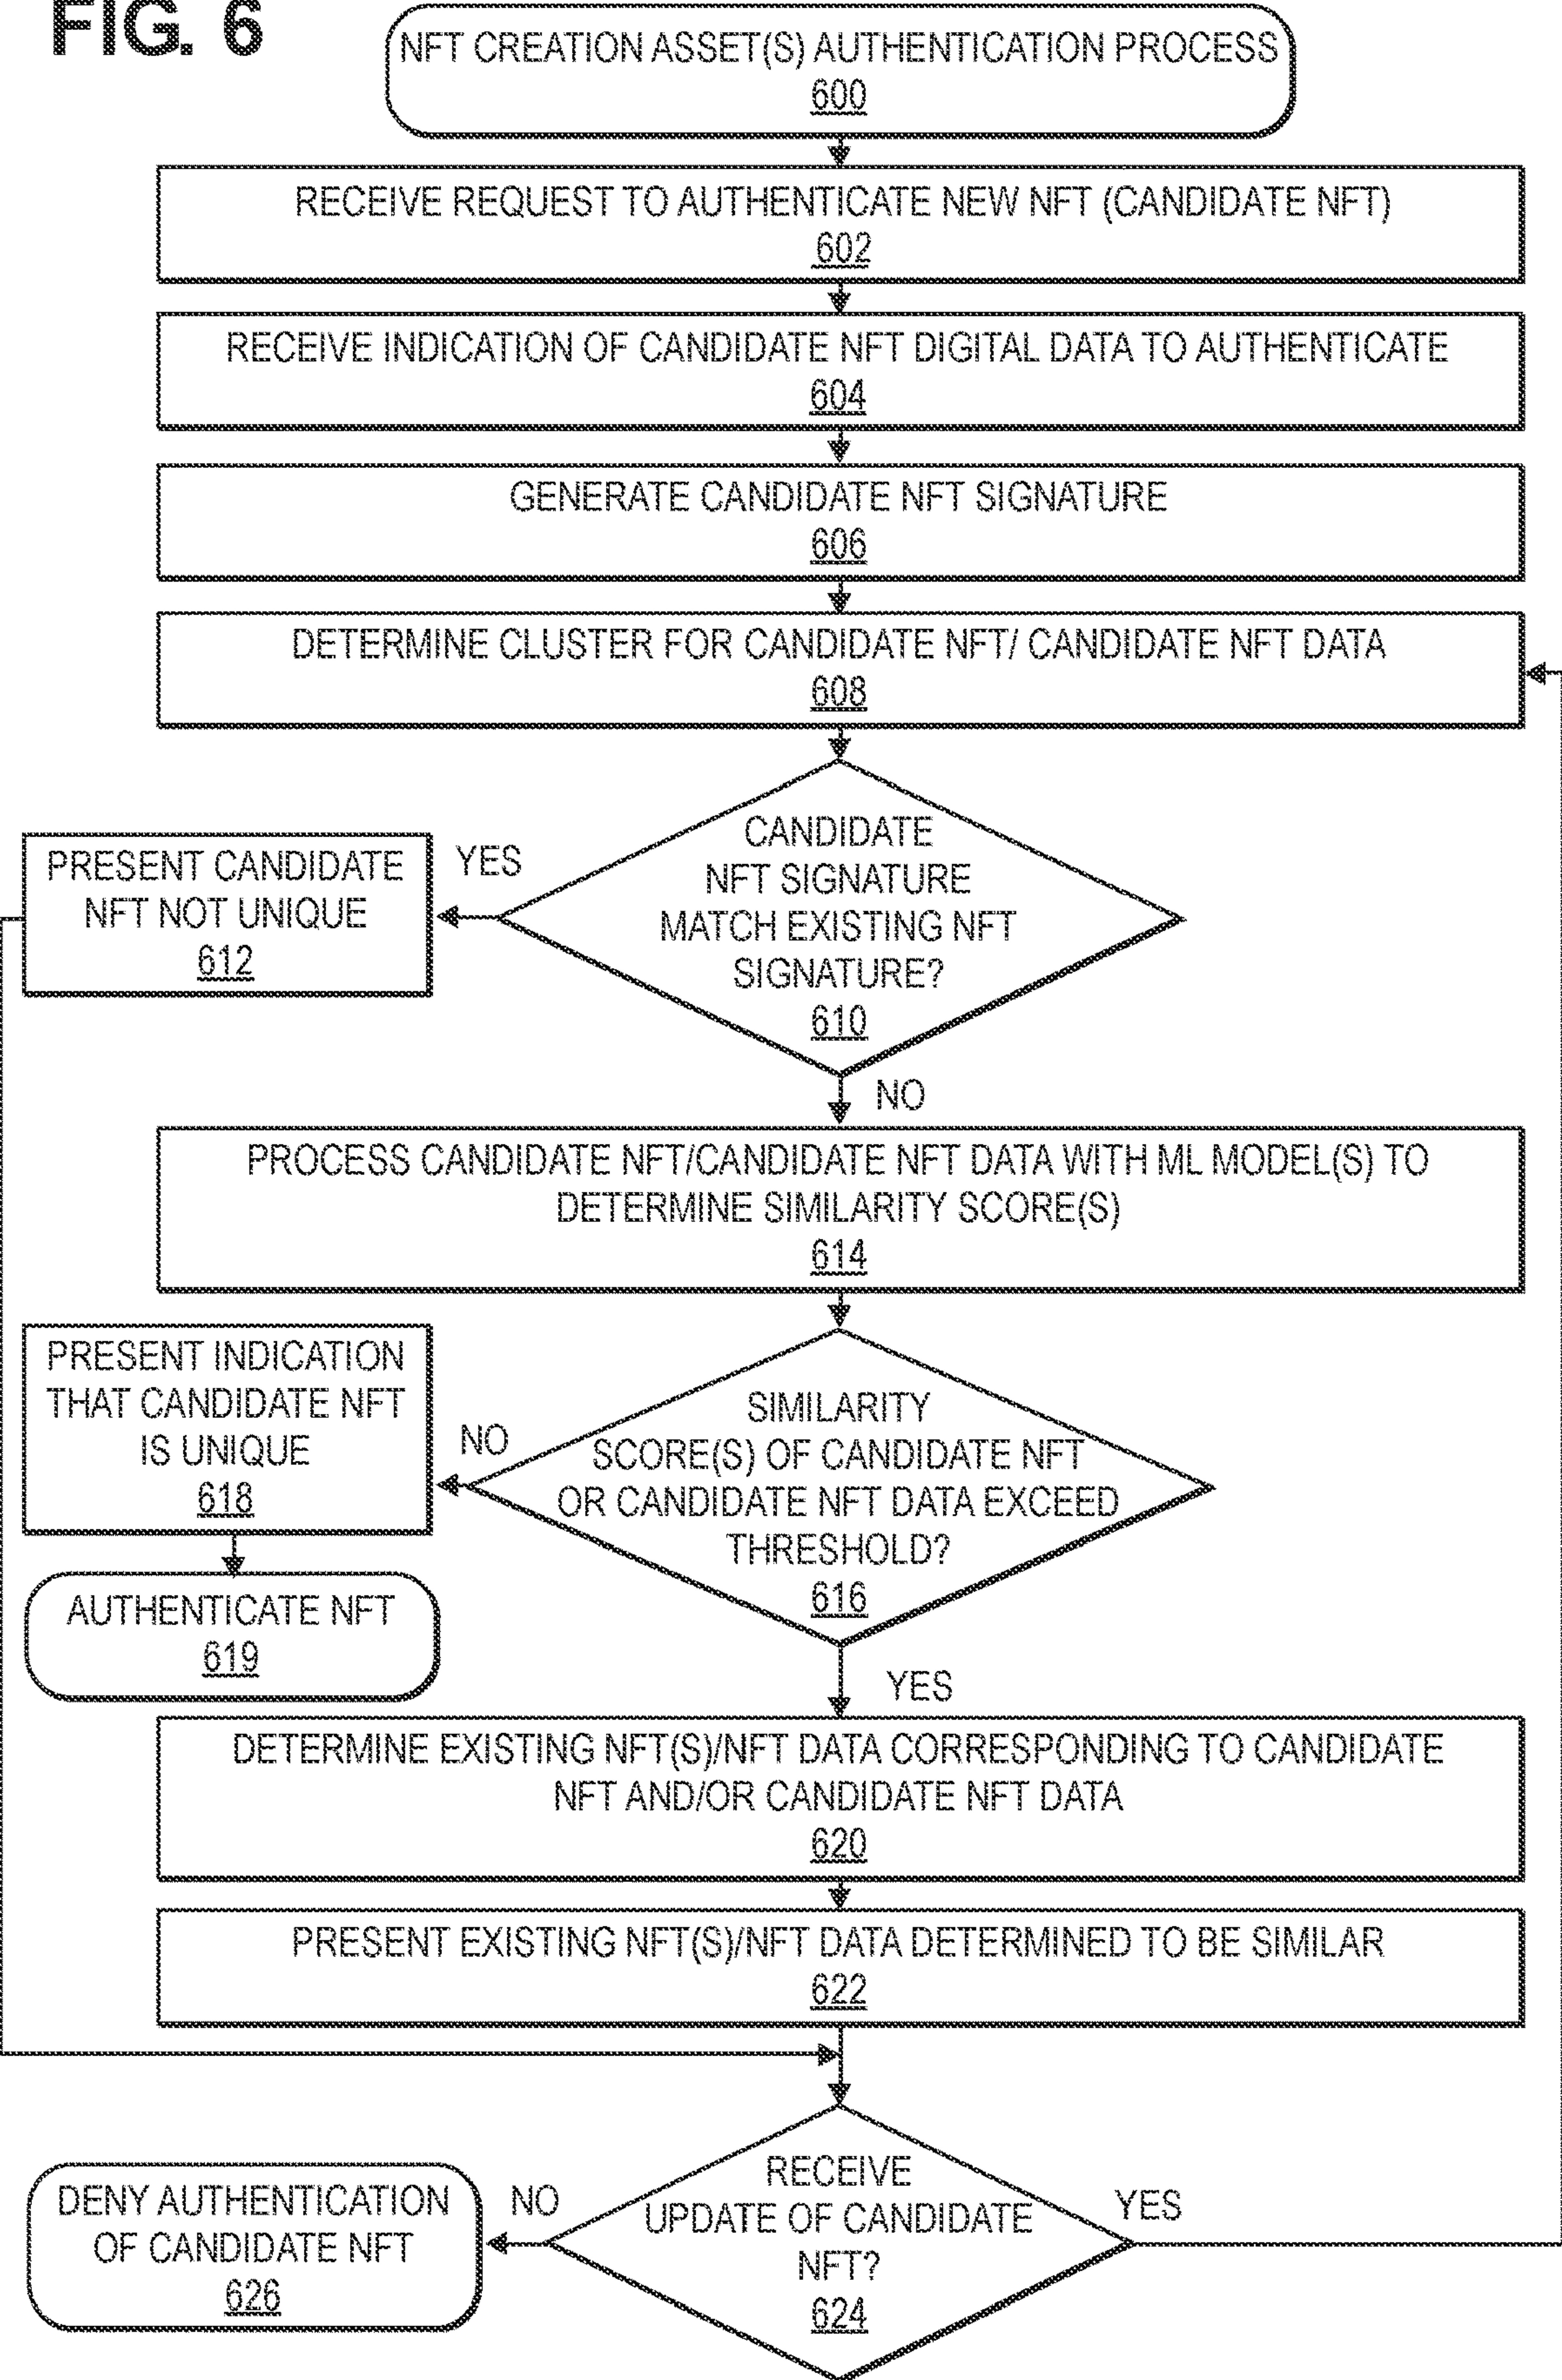 FIG. 6
NFT CREATION ASSET(S) AUTHENTICATION PROCESS
600
RECEIVE REQUEST TO AUTHENTICATE NEW NFT (CANDIDATE NFT)
602
RECEIVE INDICATION OF CANDIDATE NFT DIGITAL DATA TO AUTHENTICATE
604
GENERATE CANDIDATE NFT SIGNATURE
606
DETERMINE CLUSTER FOR CANDIDATE NFT/ CANDIDATE NFT DATA
608
CANDIDATE
NFT SIGNATURE
MATCH EXISTING NFT
SIGNATURE?
610
YES
PRESENT CANDIDATE
NFT NOT UNIQUE
612
NO
PROCESS CANDIDATE NFT/CANDIDATE NFT DATA WITH ML MODEL(S) TO
DETERMINE SIMILARITY SCORE(S)
614
SIMILARITY
SCORE(S) OF CANDIDATE NFT
OR CANDIDATE NFT DATA EXCEED
THRESHOLD?
616
NO
PRESENT INDICATION
THAT CANDIDATE NFT
IS UNIQUE
618
AUTHENTICATE NFT
619
YES
DETERMINE EXISTING NFT(S)/NFT DATA CORRESPONDING TO CANDIDATE
NFT AND/OR CANDIDATE NFT DATA
620
PRESENT EXISTING NFT(S)/NFT DATA DETERMINED TO BE SIMILAR
622
RECEIVE
UPDATE OF CANDIDATE
NFT?
624
YES
NO
DENY AUTHENTICATION
OF CANDIDATE NFT
626